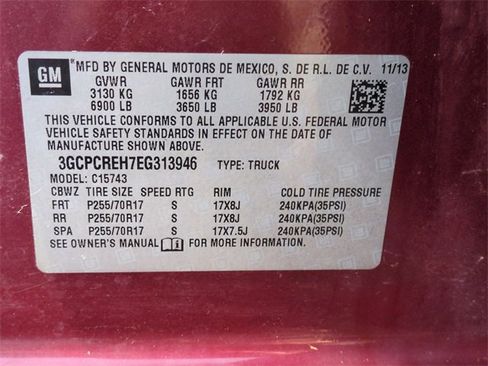 GM MFD BY GENERAL MOTORS DE MEXICO, S. DE R.L. DE C.V. 11/13
GVWR GAWR FRT GAWR RR
3130 KG 1656 KG 1792 KG
6900 LB 3650 LB 3950 LB
THIS VEHICLE CONFORMS TO ALL APPLICABLE U.S. FEDERAL MOTOR
VEHICLE SAFETY STANDARDS IN EFFECT ON THE DATE OF
MANUFACTURE SHOWN ABOVE.
3GCPCREH7EG313946 TYPE: TRUCK
MODEL: C15743
CBWZ TIRE SIZE SPEED RTG RIM COLD TIRE PRESSURE
FRT P255/70R17 S 17X8J 240KPA(35PSI)
RR P255/70R17 S 17X8J 240KPA(35PSI)
SPA P255/70R17 S 17X7.5J 240KPA(35PSI)
SEE OWNER'S MANUAL FOR MORE INFORMATION.